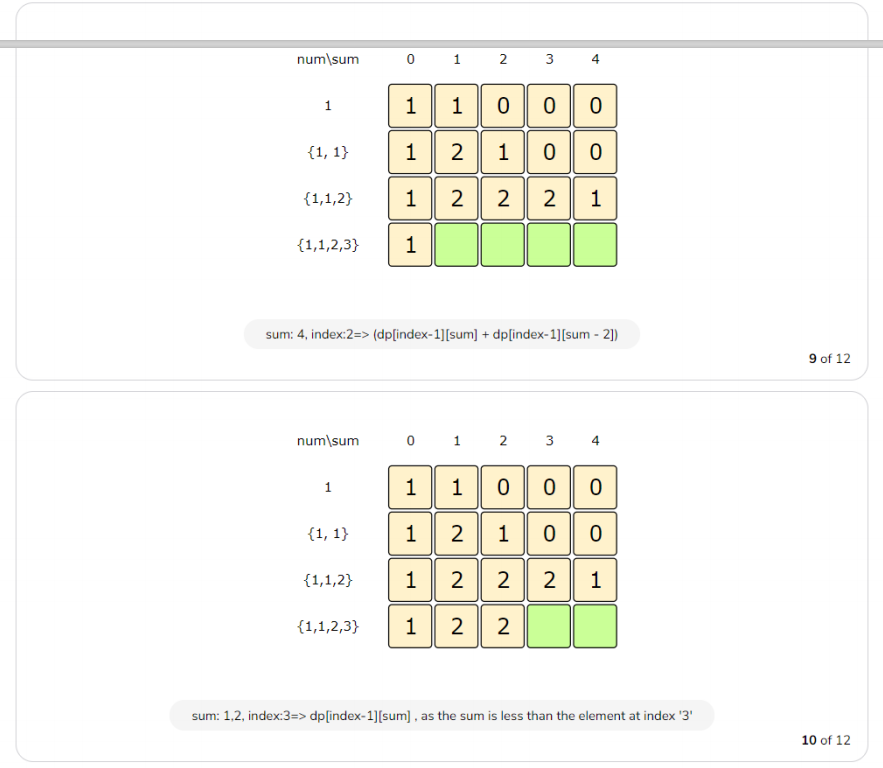 num\sum 0 1 2 3 4
1 1 1 0 0 0
{1, 1} 1 2 1 0 0
{1,1,2} 1 2 2 2 1
{1,1,2,3} 1
sum: 4, index:2=> (dp[index-1][sum] + dp[index-1][sum - 2])
9 of 12
num\sum 0 1 2 3 4
1 1 1 0 0 0
{1, 1} 1 2 1 0 0
{1,1,2} 1 2 2 2 1
{1,1,2,3} 1 2 2
sum: 1,2, index:3=> dp[index-1][sum] , as the sum is less than the element at index '3'
10 of 12